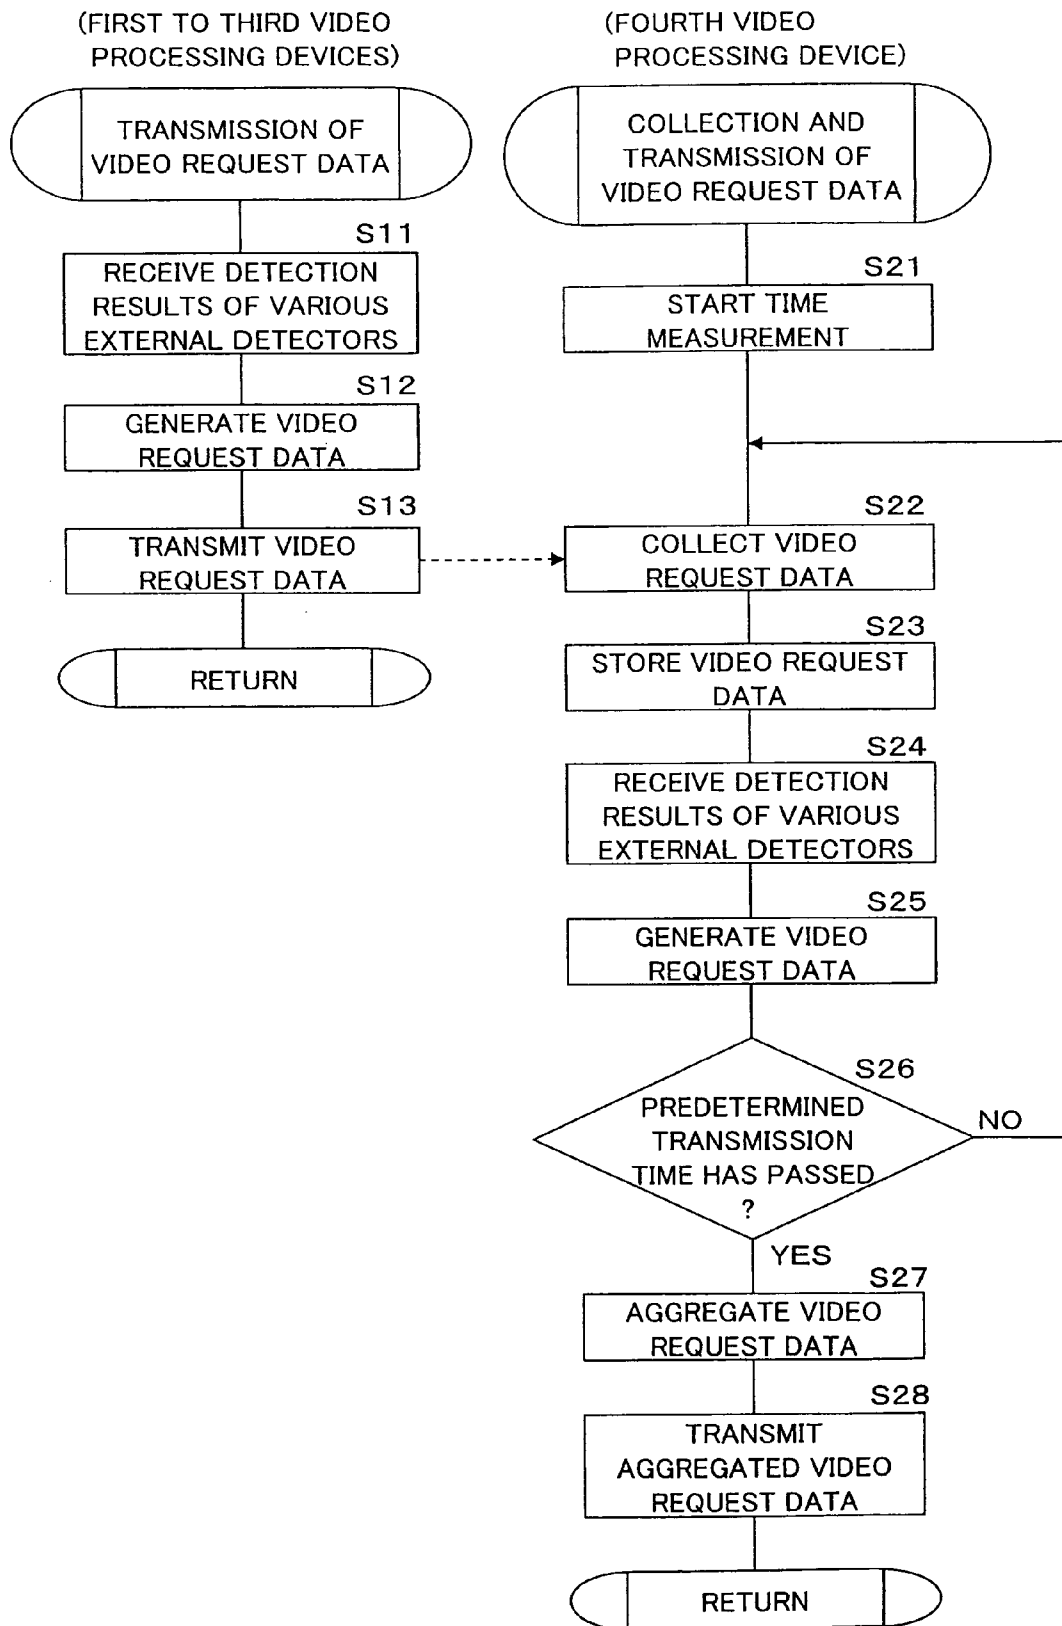 (FIRST TO THIRD VIDEO
PROCESSING DEVICES)
TRANSMISSION OF
VIDEO REQUEST DATA
S11
RECEIVE DETECTION
RESULTS OF VARIOUS
EXTERNAL DETECTORS
S12
GENERATE VIDEO
REQUEST DATA
S13
TRANSMIT VIDEO
REQUEST DATA
RETURN
(FOURTH VIDEO
PROCESSING DEVICE)
COLLECTION AND
TRANSMISSION OF
VIDEO REQUEST DATA
S21
START TIME
MEASUREMENT
S22
COLLECT VIDEO
REQUEST DATA
S23
STORE VIDEO REQUEST
DATA
S24
RECEIVE DETECTION
RESULTS OF VARIOUS
EXTERNAL DETECTORS
S25
GENERATE VIDEO
REQUEST DATA
S26
PREDETERMINED
TRANSMISSION
TIME HAS PASSED
?
NO
YES
S27
AGGREGATE VIDEO
REQUEST DATA
S28
TRANSMIT
AGGREGATED VIDEO
REQUEST DATA
RETURN